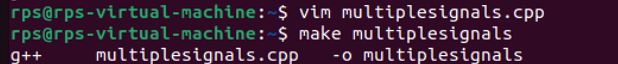 rps@rps-virtual-machine:~$ vim multiplesignals.cpp
rps@rps-virtual-machine:~$ make multiplesignals
g++     multiplesignals.cpp   -o multiplesignals